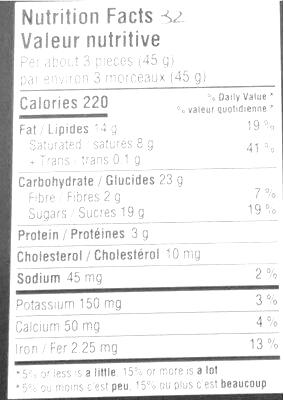 Nutrition Facts 32
Valeur nutritive
Per about 3 pieces (45 g)
par environ 3 morceaux (45 g)
Calories 220
% Daily Value *
% valeur quotidienne *
Fat / Lipides 14 g 19 %
Saturated / saturés 8 g
+ Trans / trans 0.1 g 41 %
Carbohydrate / Glucides 23 g
Fibre / Fibres 2 g 7 %
Sugars / Sucres 19 g 19 %
Protein / Protéines 3 g
Cholesterol / Cholestérol 10 mg
Sodium 45 mg 2 %
Potassium 150 mg 3 %
Calcium 50 mg 4 %
Iron / Fer 2.25 mg 13 %
*5% or less is a little, 15% or more is a lot
*5% ou moins c'est peu, 15% ou plus c'est beaucoup